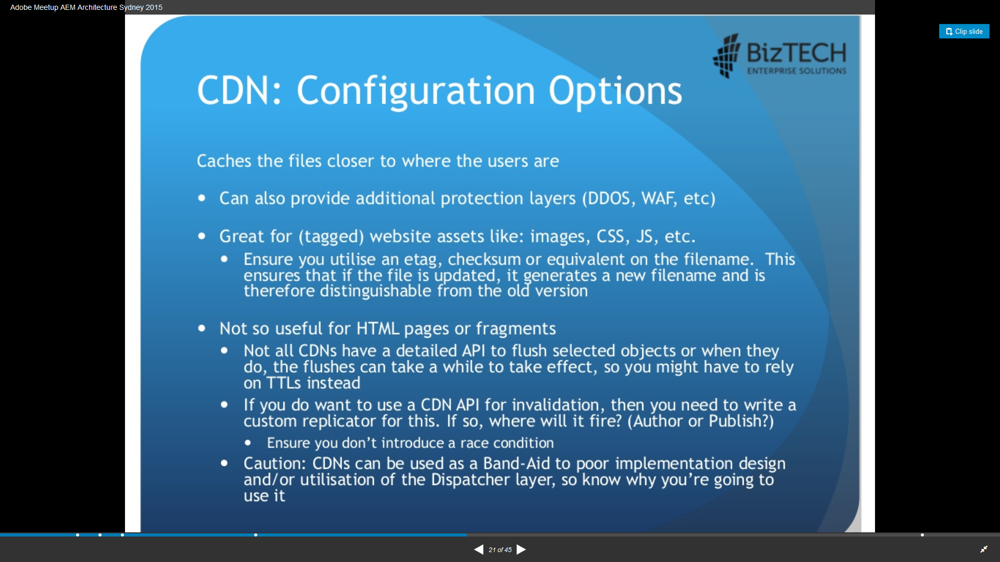 Adobe Meetup AEM Architecture Sydney 2015
Clip slide
BizTECH
ENTERPRISE SOLUTIONS
CDN: Configuration Options
Caches the files closer to where the users are
• Can also provide additional protection layers (DDOS, WAF, etc)
• Great for (tagged) website assets like: images, CSS, JS, etc.
• Ensure you utilise an etag, checksum or equivalent on the filename. This
ensures that if the file is updated, it generates a new filename and is
therefore distinguishable from the old version
• Not so useful for HTML pages or fragments
• Not all CDNs have a detailed API to flush selected objects or when they
do, the flushes can take a while to take effect, so you might have to rely
on TTLs instead
• If you do want to use a CDN API for invalidation, then you need to write a
custom replicator for this. If so, where will it fire? (Author or Publish?)
• Ensure you don't introduce a race condition
• Caution: CDNs can be used as a Band-Aid to poor implementation design
and/or utilisation of the Dispatcher layer, so know why you're going to
use it
21 of 45